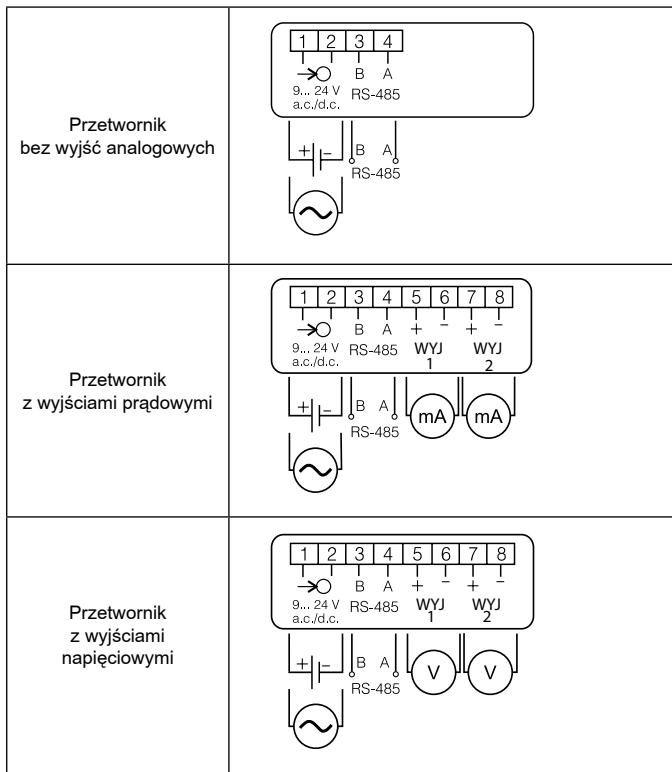 Przetwornik
bez wyjść analogowych
1 2 3 4
B A
9... 24 V RS-485
a.c./d.c.
+ – B A
RS-485
Przetwornik
z wyjściami prądowymi
1 2 3 4 5 6 7 8
B A + – + –
9... 24 V RS-485 WYJ WYJ
a.c./d.c. 1 2
+ – B A mA mA
RS-485
Przetwornik
z wyjściami
napięciowymi
1 2 3 4 5 6 7 8
B A + – + –
9... 24 V RS-485 WYJ WYJ
a.c./d.c. 1 2
+ – B A V V
RS-485